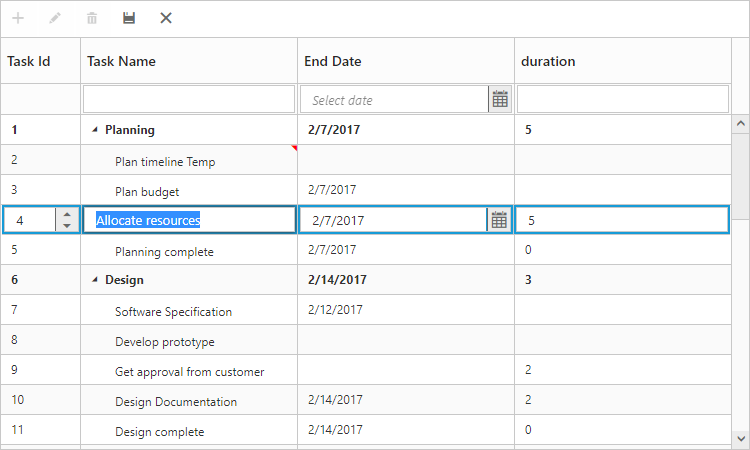 Task Id Task Name End Date duration
Select date
1 Planning 2/7/2017 5
2 Plan timeline Temp
3 Plan budget 2/7/2017
4 Allocate resources 2/7/2017 5
5 Planning complete 2/7/2017 0
6 Design 2/14/2017 3
7 Software Specification 2/12/2017
8 Develop prototype
9 Get approval from customer 2
10 Design Documentation 2/14/2017 2
11 Design complete 2/14/2017 0